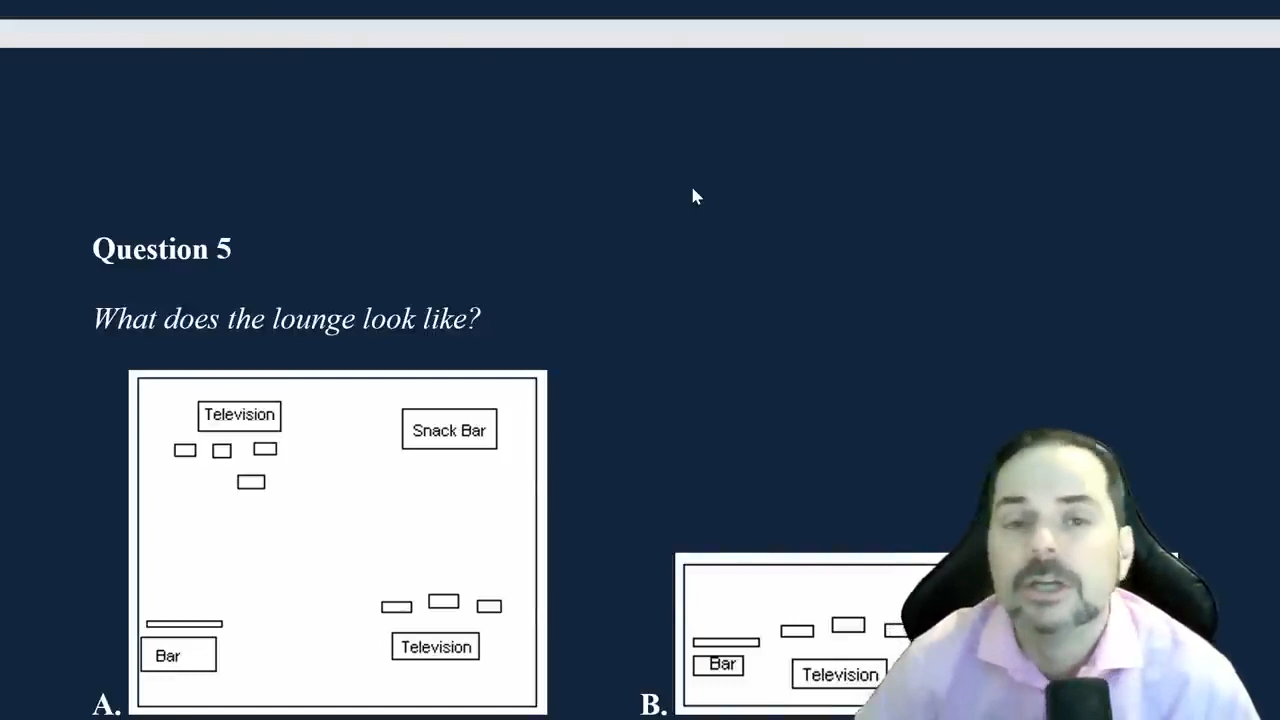 Question 5
What does the lounge look like?
Television
Snack Bar
Bar
Television
A.
Bar
Television
B.